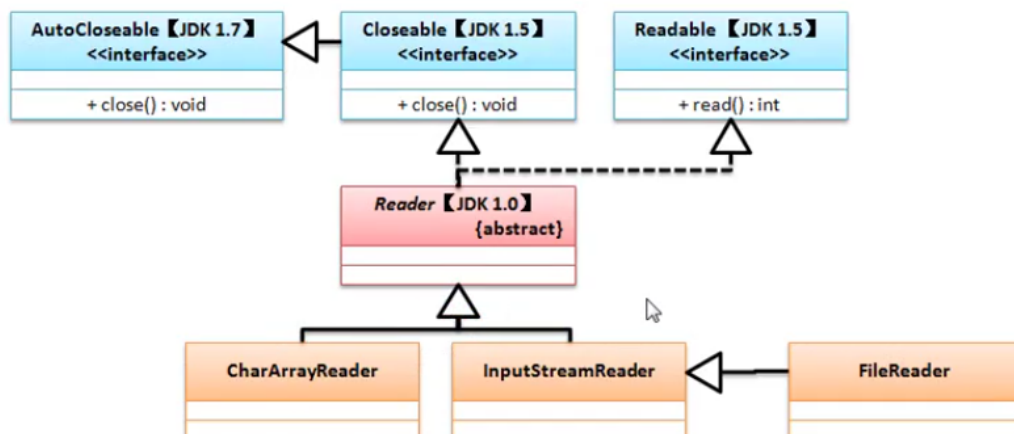 AutoCloseable【JDK 1.7】
<<interface>>
+ close() : void
Closeable【JDK 1.5】
<<interface>>
+ close() : void
Readable 【JDK 1.5】
<<interface>>
+ read() : int
Reader【JDK 1.0】
{abstract}
CharArrayReader
InputStreamReader
FileReader